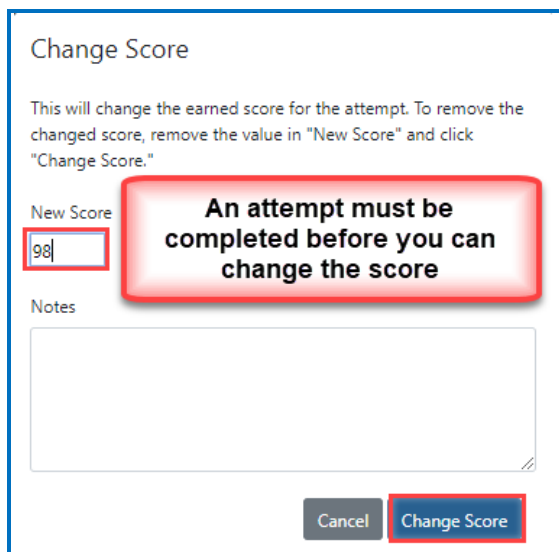 Change Score
This will change the earned score for the attempt. To remove the
changed score, remove the value in "New Score" and click
"Change Score."
New Score
An attempt must be
completed before you can
change the score
98
Notes
Cancel
Change Score